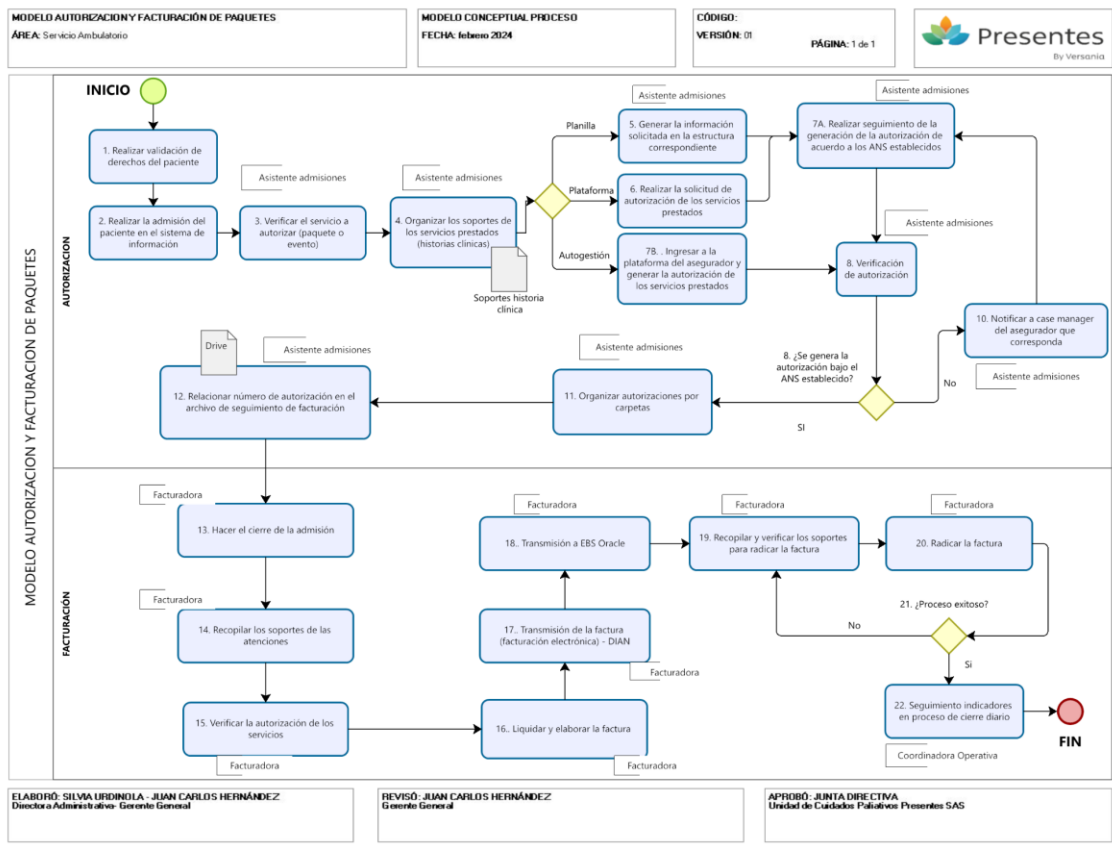 MODELO AUTORIZACION Y FACTURACIÓN DE PAQUETES
ÁREA: Servicio Ambulatorio
MODELO CONCEPTUAL PROCESO
FECHA: febrero 2024
CÓDIGO:
VERSIÓN: 01
PÁGINA: 1 de 1
Presentes
By Versania
MODELO AUTORIZACION Y FACTURACION DE PAQUETES
AUTORIZACION
INICIO
1. Realizar validación de
derechos del paciente
2. Realizar la admisión del
paciente en el sistema de
información
Asistente admisiones
3. Verificar el servicio a
autorizar (paquete o
evento)
Asistente admisiones
4. Organizar los soportes de
los servicios prestados
(historias clínicas)
Soportes historia
clínica
Planilla
Plataforma
Autogestión
Asistente admisiones
5. Generar la información
solicitada en la estructura
correspondiente
6. Realizar la solicitud de
autorización de los servicios
prestados
7B. . Ingresar a la
plataforma del asegurador y
generar la autorización de
los servicios prestados
Asistente admisiones
7A. Realizar seguimiento de la
generación de la autorización de
acuerdo a los ANS establecidos
Asistente admisiones
8. Verificación
de autorización
10. Notificar a case manager
del asegurador que
corresponda
Asistente admisiones
8. ¿Se genera la
autorización bajo el
ANS establecido?
No
SI
Asistente admisiones
11. Organizar autorizaciones por
carpetas
Drive
Asistente admisiones
12. Relacionar número de autorización en el
archivo de seguimiento de facturación
FACTURACIÓN
Facturadora
13. Hacer el cierre de la admisión
Facturadora
14. Recopilar los soportes de las
atenciones
15. Verificar la autorización de los
servicios
Facturadora
16.. Liquidar y elaborar la factura
Facturadora
17.. Transmisión de la factura
(facturación electrónica) - DIAN
Facturadora
Facturadora
18.. Transmisión a EBS Oracle
Facturadora
19. Recopilar y verificar los soportes
para radicar la factura
Facturadora
20. Radicar la factura
21. ¿Proceso exitoso?
No
Si
22. Seguimiento indicadores
en proceso de cierre diario
Coordinadora Operativa
FIN
ELABORÓ: SILVIA URDINOLA - JUAN CARLOS HERNÁNDEZ
Directora Administrativa- Gerente General
REVISÓ: JUAN CARLOS HERNÁNDEZ
Gerente General
APROBÓ: JUNTA DIRECTIVA
Unidad de Cuidados Paliativos Presentes SAS